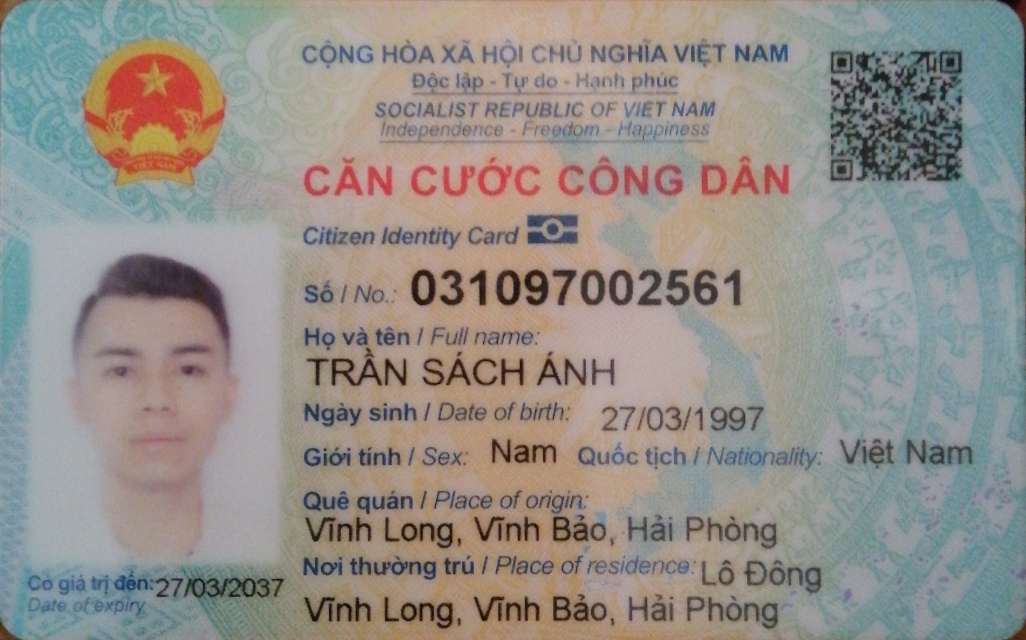 CỘNG HÒA XÃ HỘI CHỦ NGHĨA VIỆT NAM
Độc lập - Tự do - Hạnh phúc
SOCIALIST REPUBLIC OF VIET NAM
Independence - Freedom - Happiness
CĂN CƯỚC CÔNG DÂN
Citizen Identity Card
Số / No.: 031097002561
Họ và tên / Full name:
TRẦN SÁCH ÁNH
Ngày sinh / Date of birth: 27/03/1997
Giới tính / Sex: Nam Quốc tịch / Nationality: Việt Nam
Quê quán / Place of origin:
Vĩnh Long, Vĩnh Bảo, Hải Phòng
Nơi thường trú / Place of residence: Lô Đông
Vĩnh Long, Vĩnh Bảo, Hải Phòng
Có giá trị đến: 27/03/2037
Date of expiry